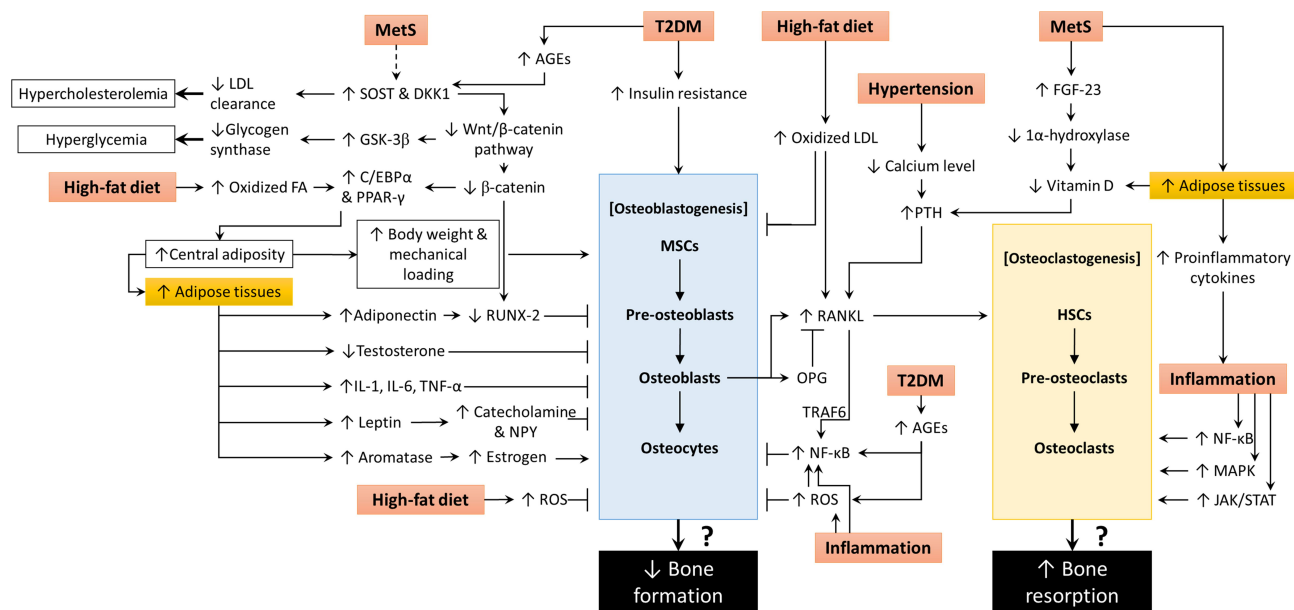 MetS
T2DM
High-fat diet
MetS
↑ AGEs
Hypercholesterolemia
↓ LDL
clearance
↑ SOST & DKK1
↑ Insulin resistance
Hypertension
↑ FGF-23
Hyperglycemia
↓Glycogen
synthase
↑ GSK-3β
↓ Wnt/β-catenin
pathway
↑ Oxidized LDL
↓ 1α-hydroxylase
↓ Calcium level
High-fat diet
↑ Oxidized FA
↑ C/EBPα
& PPAR-γ
↓ β-catenin
↓ Vitamin D
↑ Adipose tissues
↑PTH
[Osteoblastogenesis]
↑Central adiposity
↑ Body weight &
mechanical
loading
MSCs
[Osteoclastogenesis]
↑ Proinflammatory
cytokines
↑ Adipose tissues
↑Adiponectin
↓ RUNX-2
Pre-osteoblasts
↑ RANKL
HSCs
↓Testosterone
Osteoblasts
OPG
Pre-osteoclasts
Inflammation
↑IL-1, IL-6, TNF-α
T2DM
↑ Leptin
↑ Catecholamine
& NPY
TRAF6
↑ AGEs
Osteocytes
↑ NF-κB
Osteoclasts
↑ NF-κB
↑ Aromatase
↑ Estrogen
↑ MAPK
High-fat diet
↑ ROS
↑ ROS
↑ JAK/STAT
?
Inflammation
?
↓ Bone
formation
↑ Bone
resorption